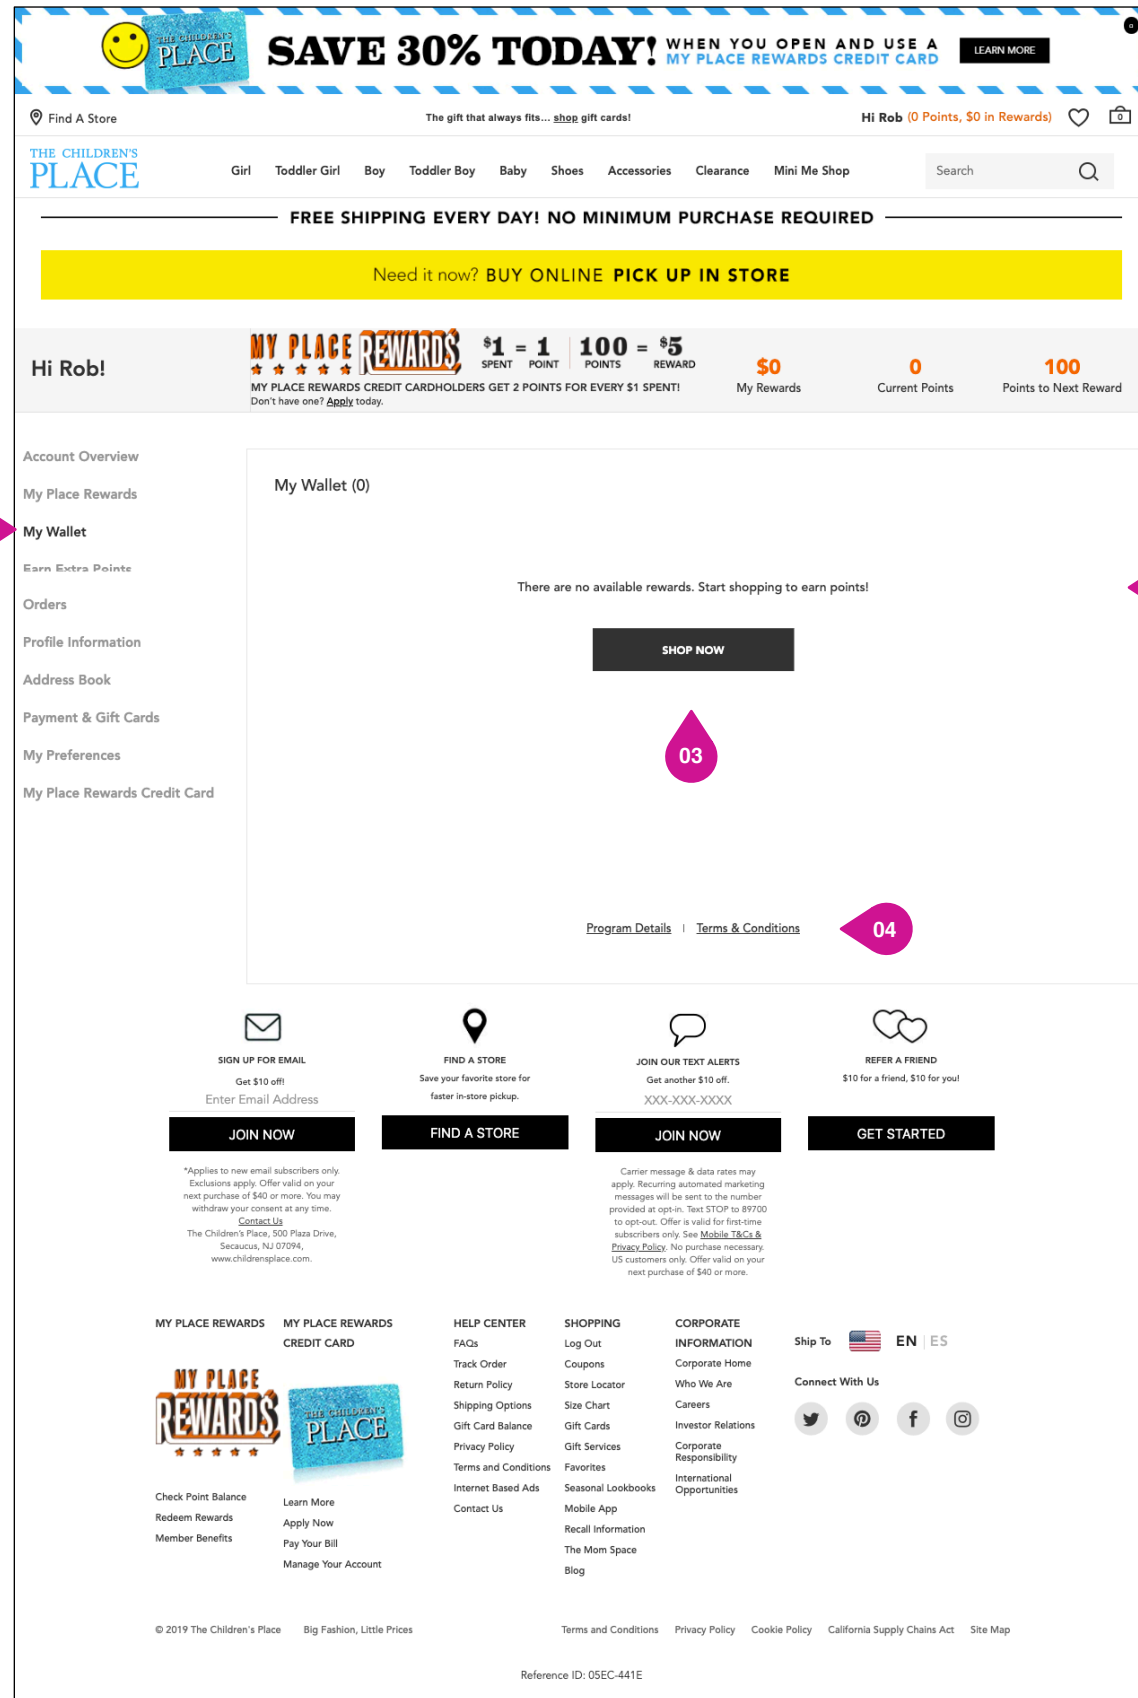 THE CHILDREN'S
PLACE
SAVE 30% TODAY!
WHEN YOU OPEN AND USE A
MY PLACE REWARDS CREDIT CARD
LEARN MORE
Find A Store
The gift that always fits... shop gift cards!
Hi Rob (0 Points, $0 in Rewards)
0
THE CHILDREN'S
PLACE
Girl Toddler Girl Boy Toddler Boy Baby Shoes Accessories Clearance Mini Me Shop
Search
FREE SHIPPING EVERY DAY! NO MINIMUM PURCHASE REQUIRED
Need it now? BUY ONLINE PICK UP IN STORE
Hi Rob!
MY PLACE REWARDS
$1 = 1 | 100 = $5
SPENT POINT POINTS REWARD
MY PLACE REWARDS CREDIT CARDHOLDERS GET 2 POINTS FOR EVERY $1 SPENT!
Don't have one? Apply today.
$0
My Rewards
0
Current Points
100
Points to Next Reward
Account Overview
My Place Rewards
My Wallet
Earn Extra Points
Orders
Profile Information
Address Book
Payment & Gift Cards
My Preferences
My Place Rewards Credit Card
My Wallet (0)
There are no available rewards. Start shopping to earn points!
SHOP NOW
03
Program Details | Terms & Conditions
04
SIGN UP FOR EMAIL
Get $10 off!
Enter Email Address
JOIN NOW
*Applies to new email subscribers only.
Exclusions apply. Offer valid on your
next purchase of $40 or more. You may
withdraw your consent at any time.
Contact Us
The Children's Place, 500 Plaza Drive,
Secaucus, NJ 07094,
www.childrensplace.com.
FIND A STORE
Save your favorite store for
faster in-store pickup.
FIND A STORE
JOIN OUR TEXT ALERTS
Get another $10 off.
XXX-XXX-XXXX
JOIN NOW
Carrier message & data rates may
apply. Recurring automated marketing
messages will be sent to the number
provided at opt-in. Text STOP to 89700
to opt-out. Offer is valid for first-time
subscribers only. See Mobile T&Cs &
Privacy Policy. No purchase necessary.
US customers only. Offer valid on your
next purchase of $40 or more.
REFER A FRIEND
$10 for a friend, $10 for you!
GET STARTED
MY PLACE REWARDS
MY PLACE
REWARDS
Check Point Balance
Redeem Rewards
Member Benefits
MY PLACE REWARDS
CREDIT CARD
THE CHILDREN'S
PLACE
Learn More
Apply Now
Pay Your Bill
Manage Your Account
HELP CENTER
FAQs
Track Order
Return Policy
Shipping Options
Gift Card Balance
Privacy Policy
Terms and Conditions
Internet Based Ads
Contact Us
SHOPPING
Log Out
Coupons
Store Locator
Size Chart
Gift Cards
Gift Services
Favorites
Seasonal Lookbooks
Mobile App
Recall Information
The Mom Space
Blog
CORPORATE
INFORMATION
Corporate Home
Who We Are
Careers
Investor Relations
Corporate
Responsibility
International
Opportunities
Ship To EN | ES
Connect With Us
© 2019 The Children's Place Big Fashion, Little Prices
Terms and Conditions Privacy Policy Cookie Policy California Supply Chains Act Site Map
Reference ID: 05EC-441E